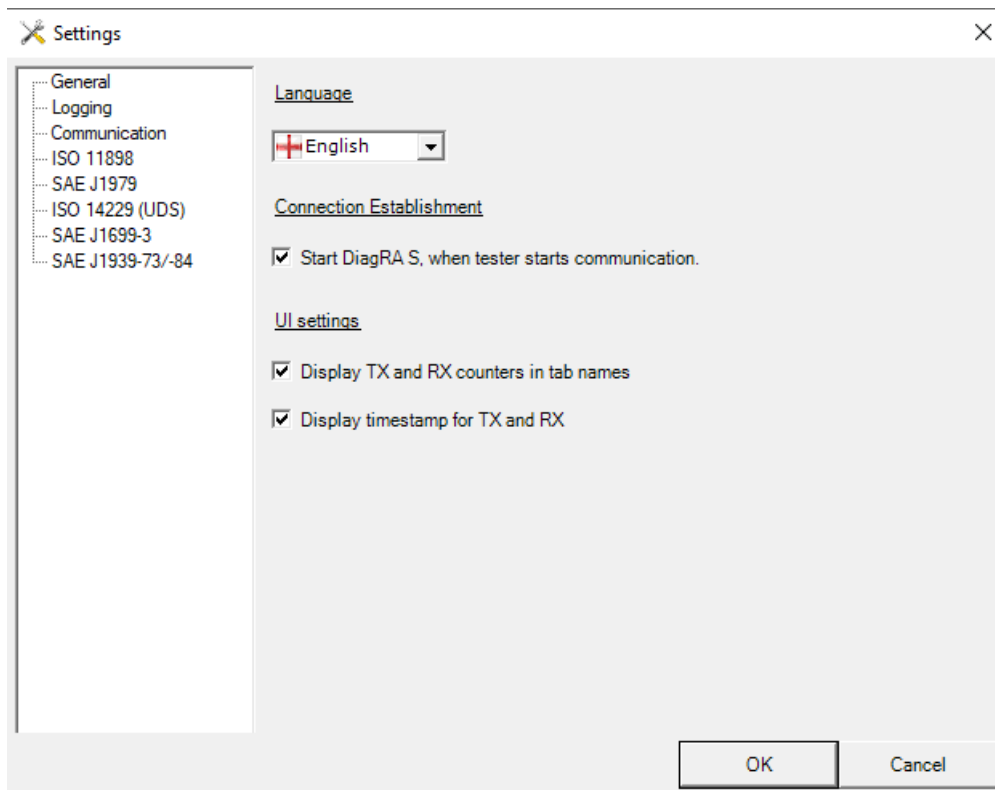 Settings
General
Logging
Communication
ISO 11898
SAE J1979
ISO 14229 (UDS)
SAE J1699-3
SAE J1939-73/-84
Language
English
Connection Establishment
Start DiagRA S, when tester starts communication.
UI settings
Display TX and RX counters in tab names
Display timestamp for TX and RX
OK
Cancel